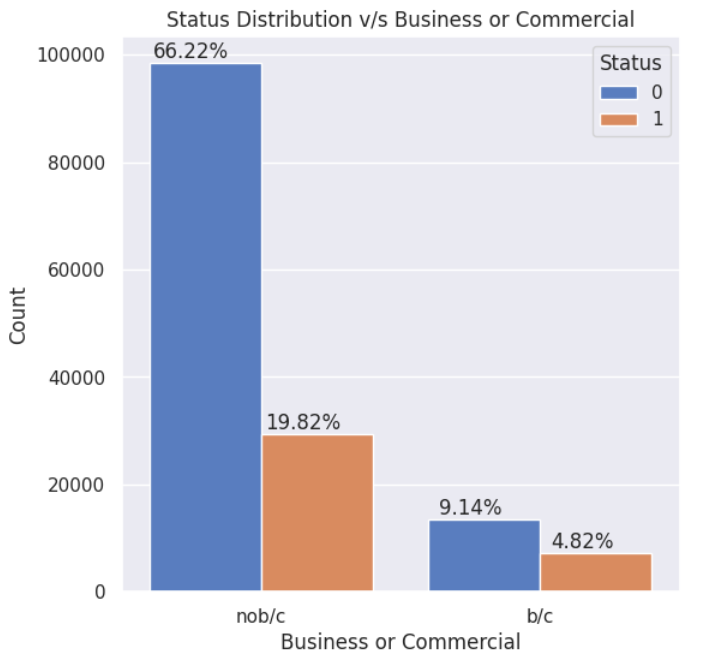 Status Distribution v/s Business or Commercial
100000
80000
60000
40000
20000
0
Count
66.22%
19.82%
9.14%
4.82%
Status
0
1
nob/c
b/c
Business or Commercial